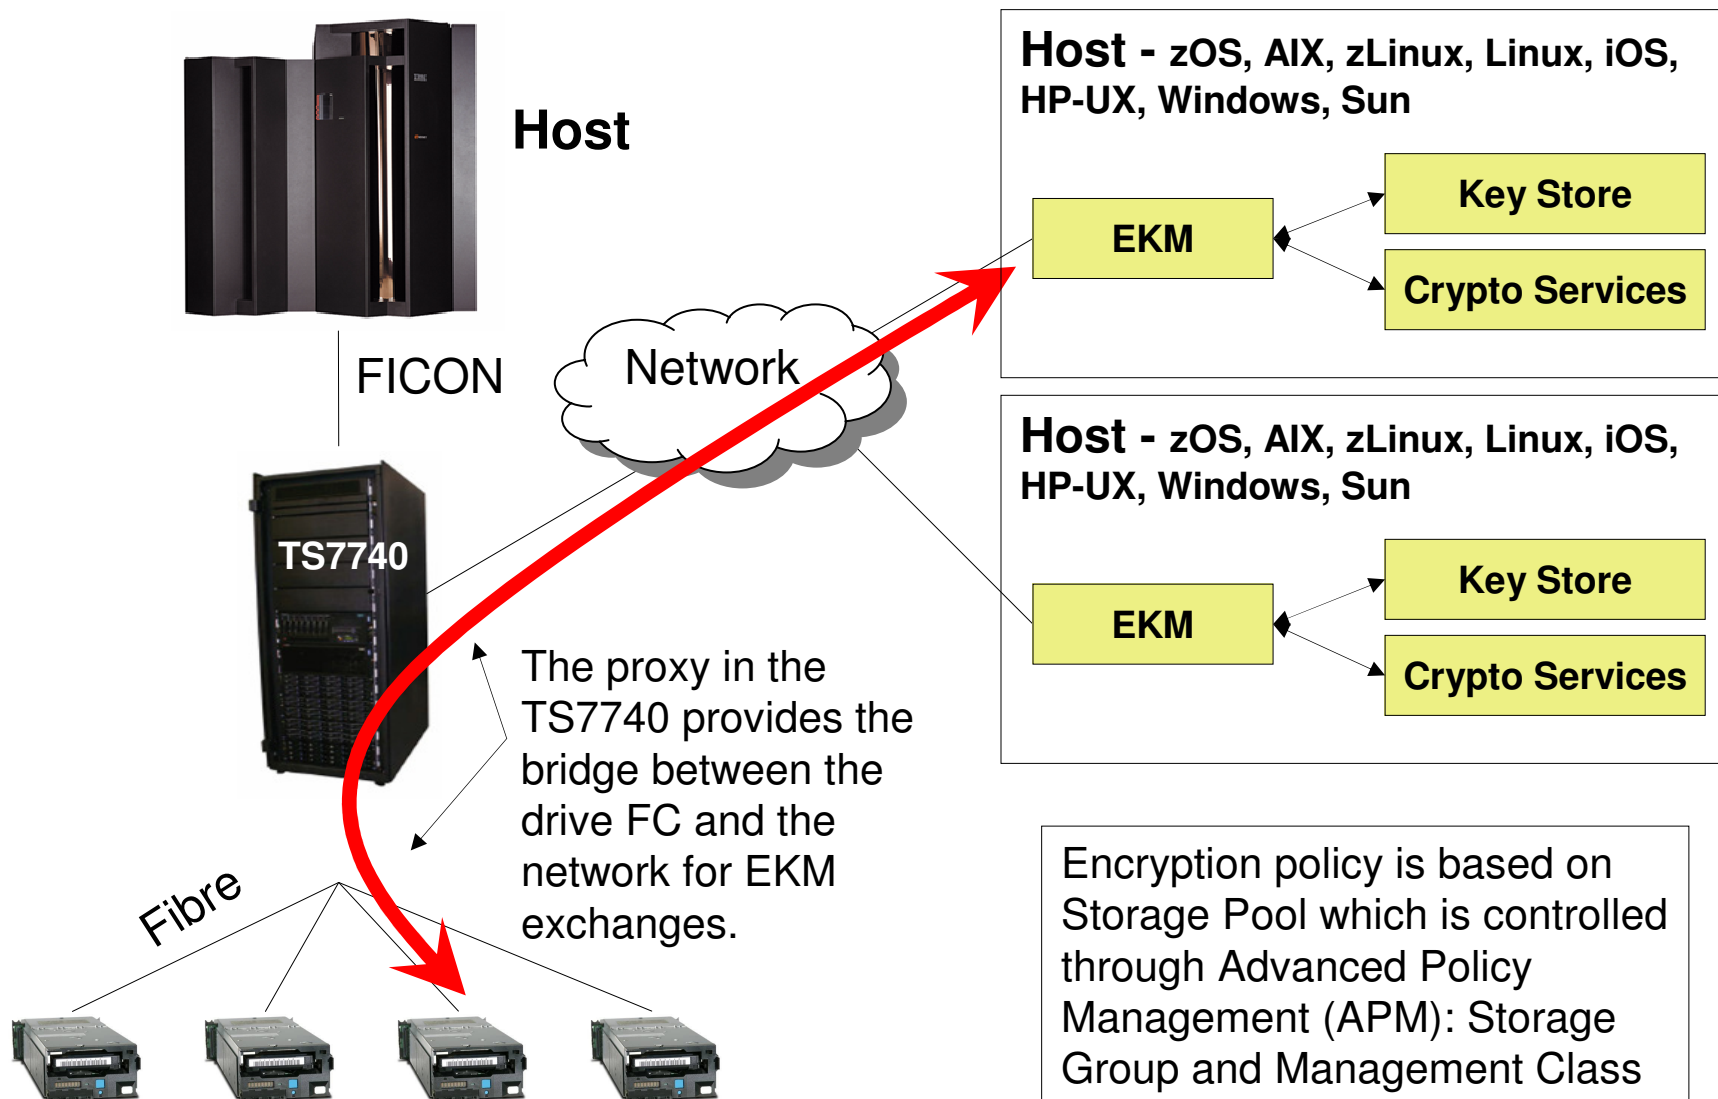 Host
FICON
Network
TS7740
The proxy in the
TS7740 provides the
bridge between the
drive FC and the
network for EKM
exchanges.
Fibre
Host - zOS, AIX, zLinux, Linux, iOS,
HP-UX, Windows, Sun
EKM
Key Store
Crypto Services
Host - zOS, AIX, zLinux, Linux, iOS,
HP-UX, Windows, Sun
EKM
Key Store
Crypto Services
Encryption policy is based on
Storage Pool which is controlled
through Advanced Policy
Management (APM): Storage
Group and Management Class